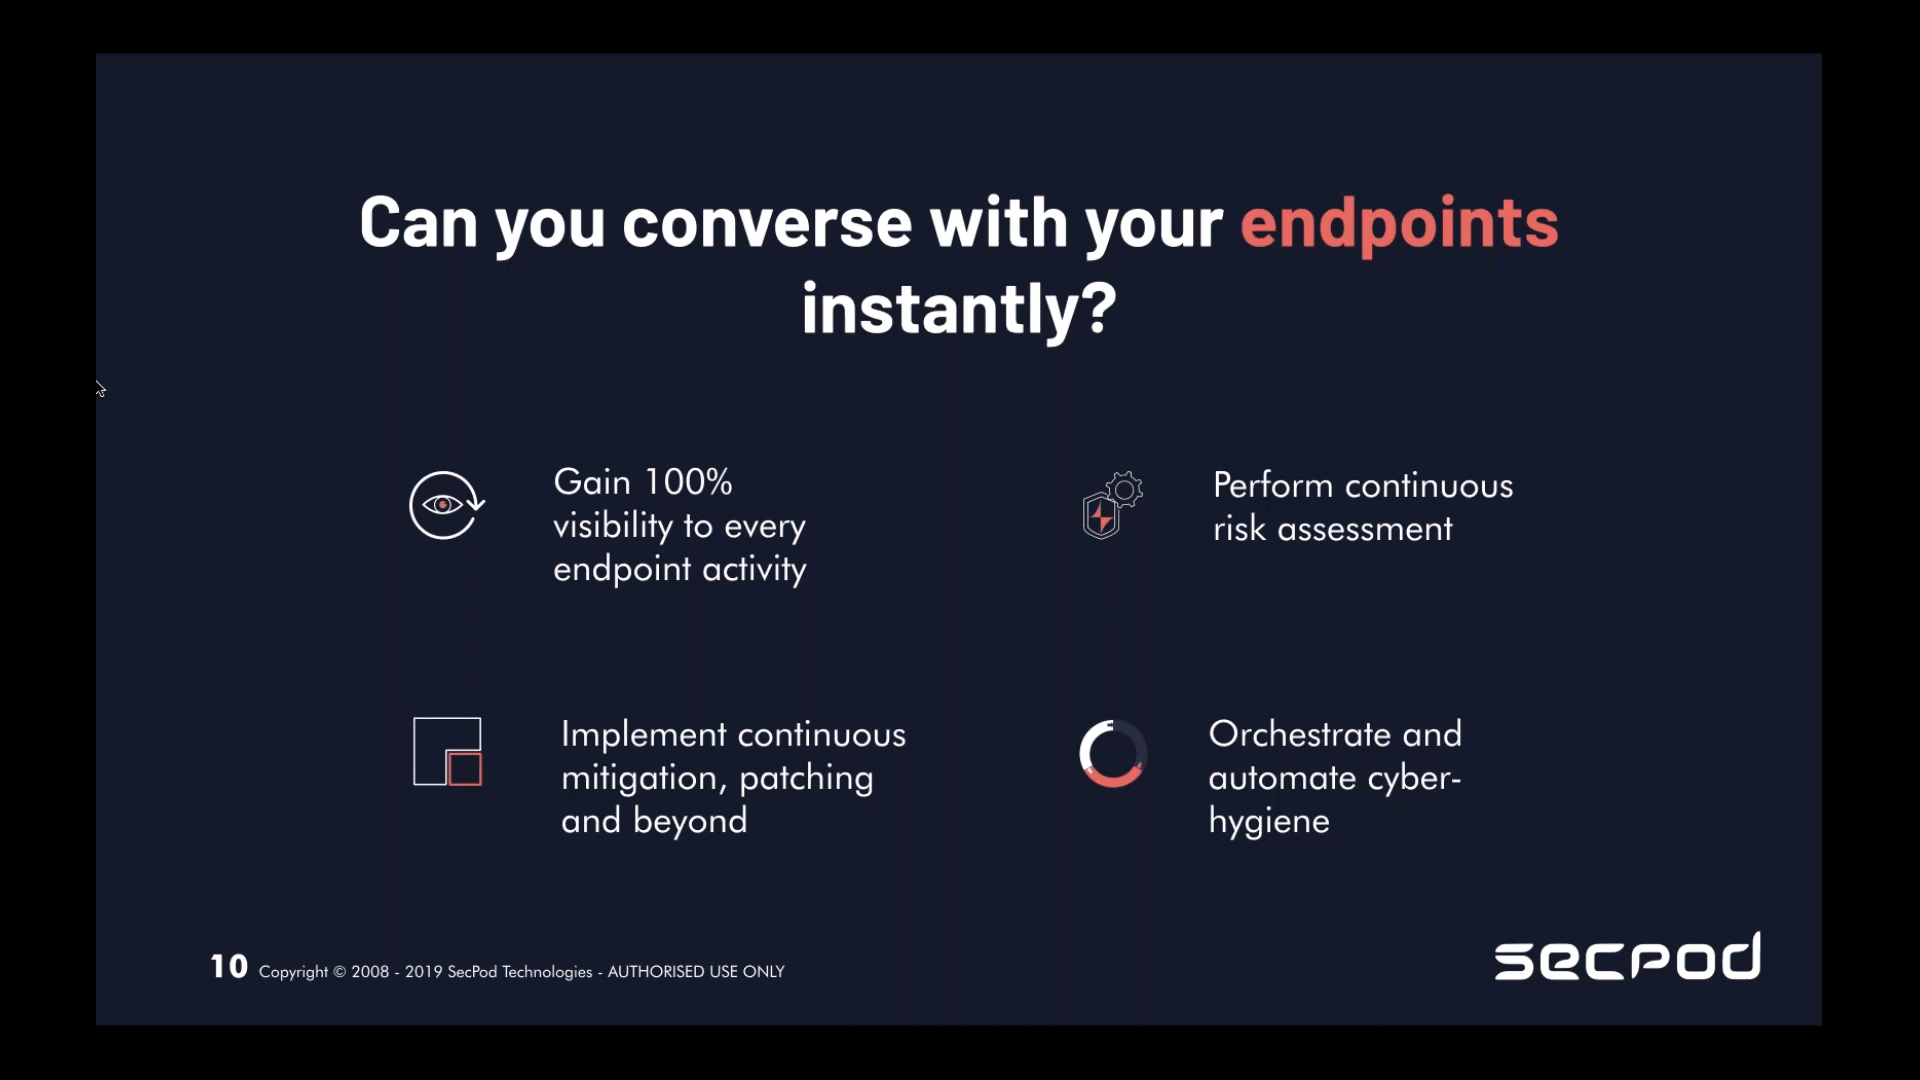 Can you converse with your endpoints
instantly?
Gain 100%
visibility to every
endpoint activity
Perform continuous
risk assessment
Implement continuous
mitigation, patching
and beyond
Orchestrate and
automate cyber-
hygiene
10 Copyright © 2008 - 2019 SecPod Technologies - AUTHORISED USE ONLY
secpod